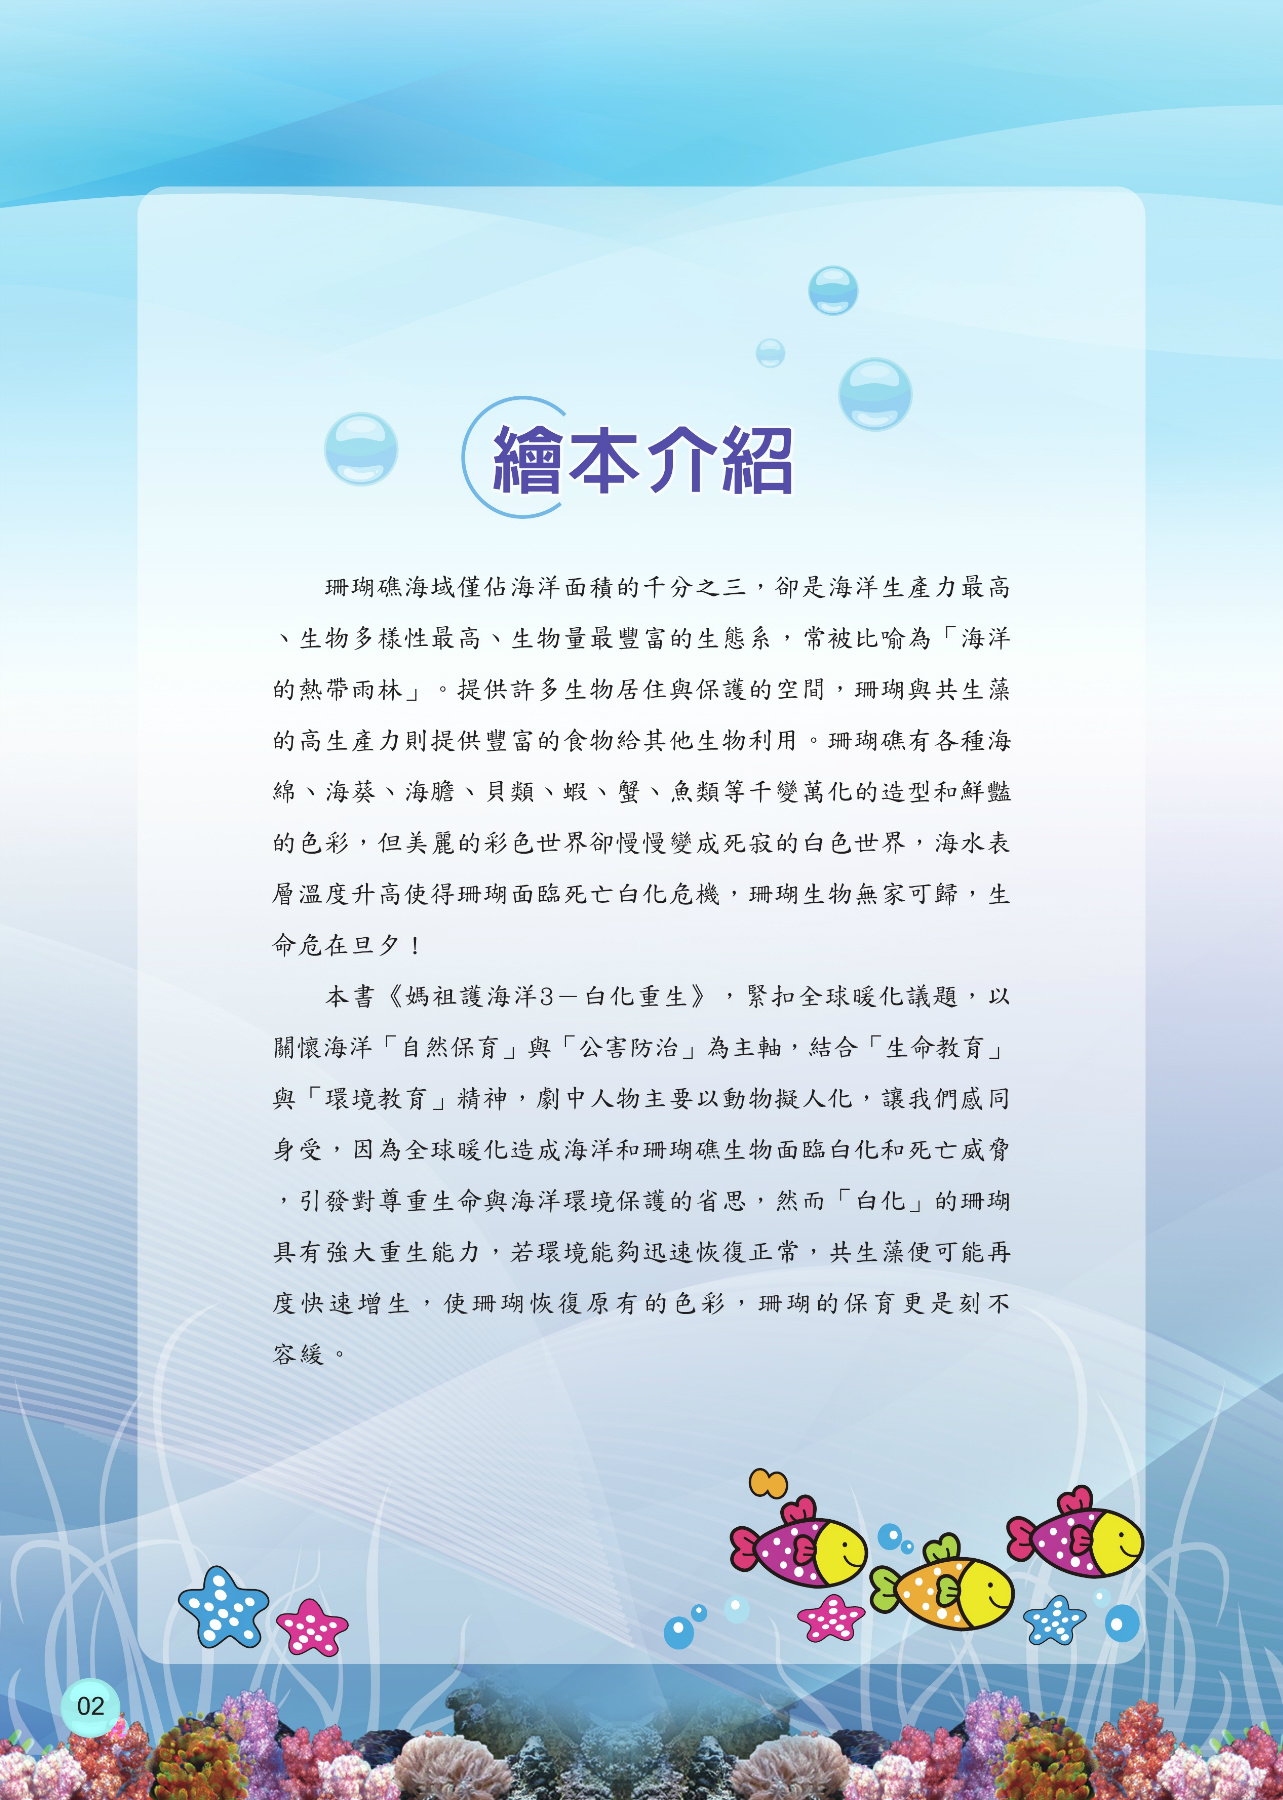 繪本介紹
珊瑚礁海域僅佔海洋面積的千分之三，卻是海洋生產力最高
、生物多樣性最高、生物量最豐富的生態系，常被比喻為「海洋
的熱帶雨林」。提供許多生物居住與保護的空間，珊瑚與共生藻
的高生產力則提供豐富的食物給其他生物利用。珊瑚礁有各種海
綿、海葵、海膽、貝類、蝦、蟹、魚類等千變萬化的造型和鮮豔
的色彩，但美麗的彩色世界卻慢慢變成死寂的白色世界，海水表
層溫度升高使得珊瑚面臨死亡白化危機，珊瑚生物無家可歸，生
命危在旦夕！
本書《媽祖護海洋3－白化重生》，緊扣全球暖化議題，以
關懷海洋「自然保育」與「公害防治」為主軸，結合「生命教育」
與「環境教育」精神，劇中人物主要以動物擬人化，讓我們感同
身受，因為全球暖化造成海洋和珊瑚礁生物面臨白化和死亡威脅
，引發對尊重生命與海洋環境保護的省思，然而「白化」的珊瑚
具有強大重生能力，若環境能夠迅速恢復正常，共生藻便可能再
度快速增生，使珊瑚恢復原有的色彩，珊瑚的保育更是刻不
容緩。
02